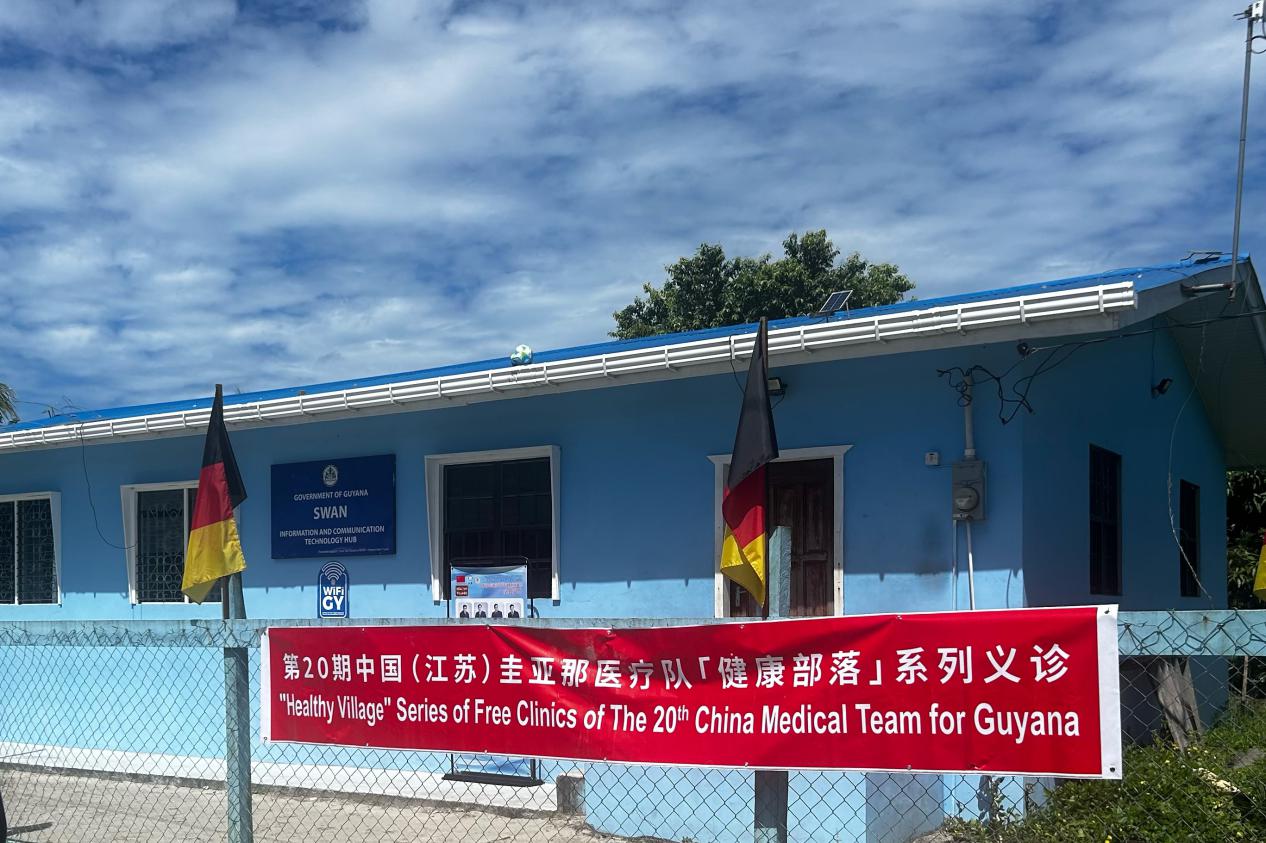 GOVERNMENT OF GUYANA
SWAN
INFORMATION AND COMMUNICATION
TECHNOLOGY HUB
WiFi
GY
第20期中国（江苏）圭亚那医疗队「健康部落」系列义诊
"Healthy Village" Series of Free Clinics of The 20th China Medical Team for Guyana